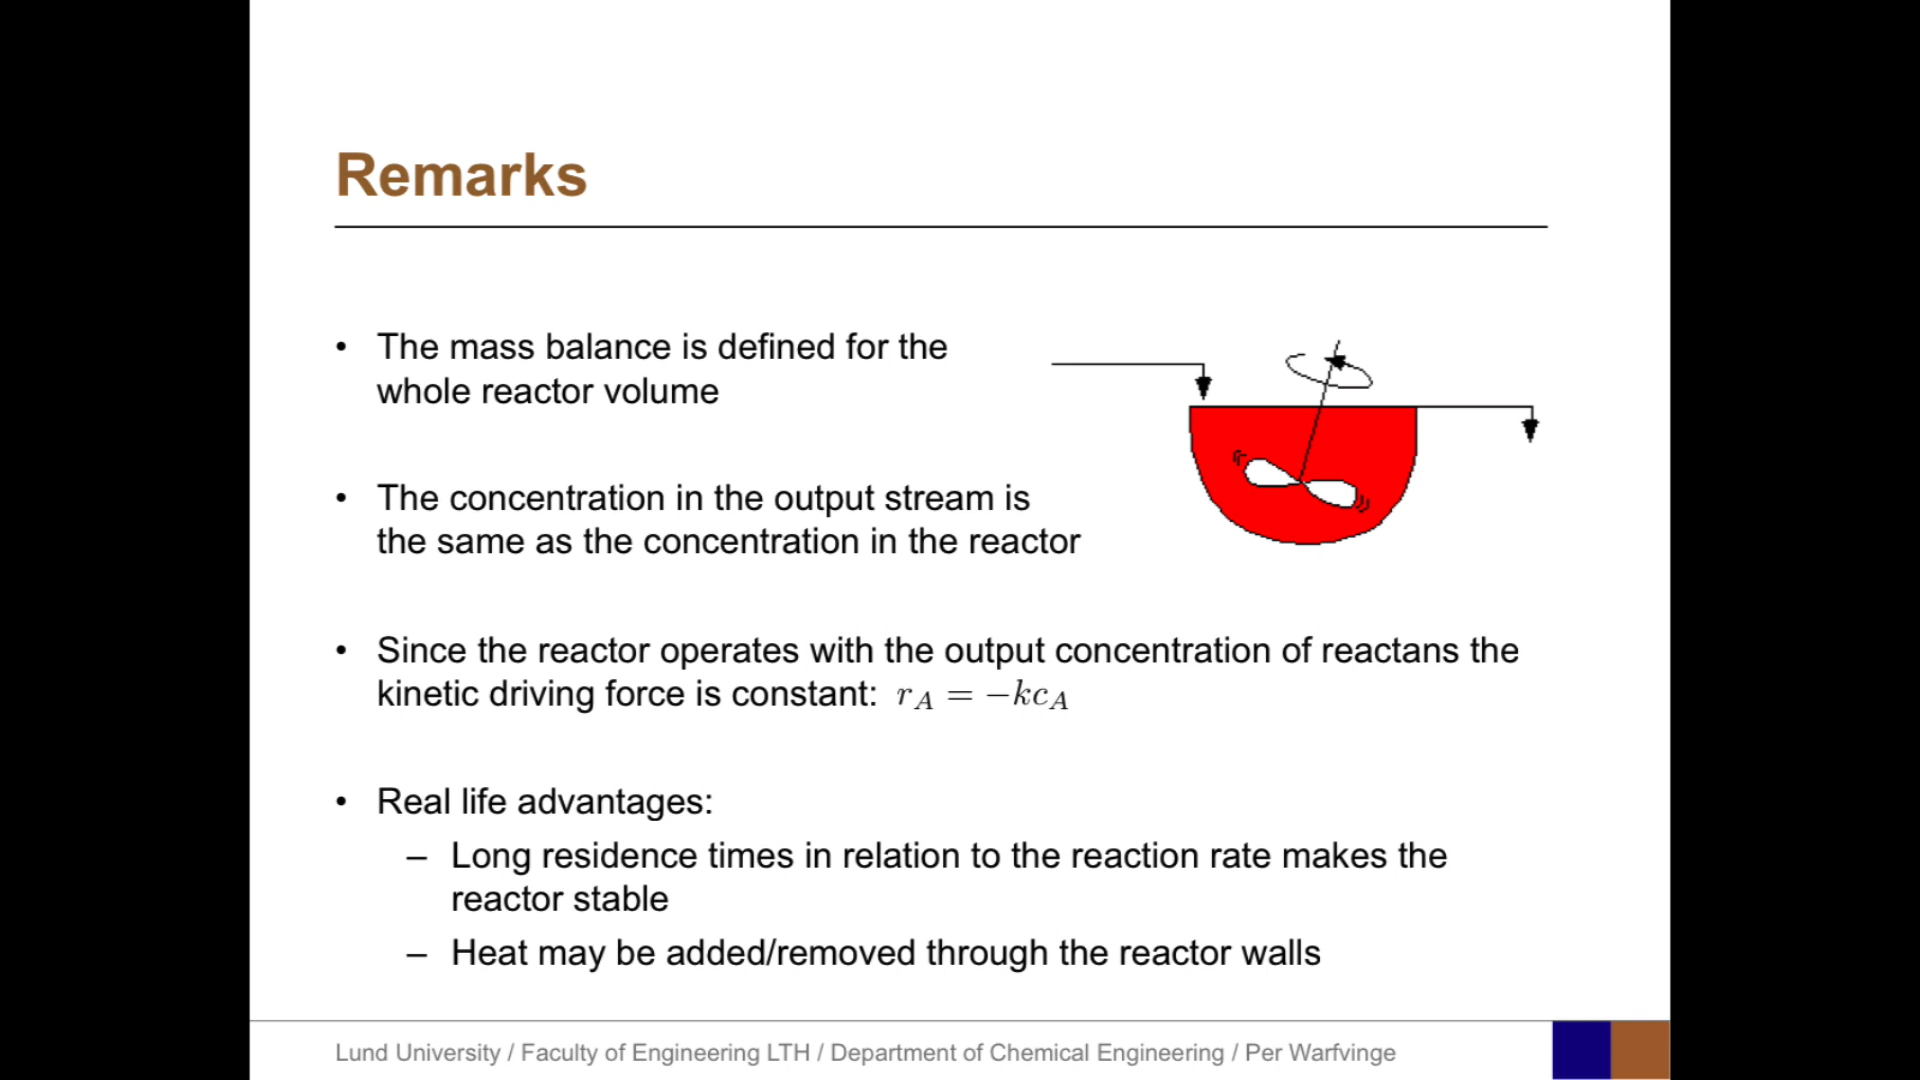 Remarks
• The mass balance is defined for the
whole reactor volume
• The concentration in the output stream is
the same as the concentration in the reactor
• Since the reactor operates with the output concentration of reactans the
kinetic driving force is constant: r_A = −kc_A
• Real life advantages:
– Long residence times in relation to the reaction rate makes the
reactor stable
– Heat may be added/removed through the reactor walls
Lund University / Faculty of Engineering LTH / Department of Chemical Engineering / Per Warfvinge